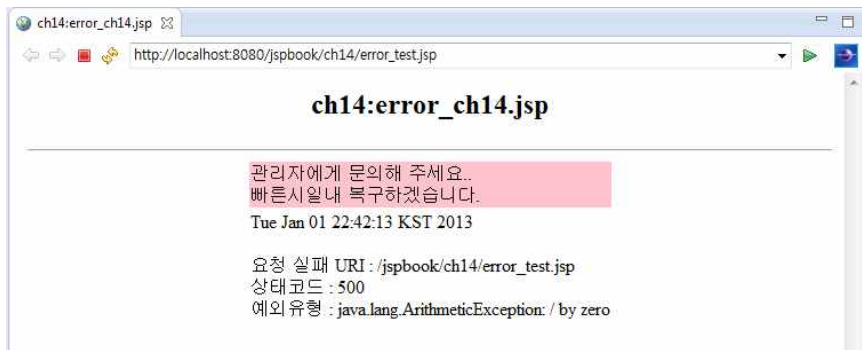 ch14:error_ch14.jsp
http://localhost:8080/jspbook/ch14/error_test.jsp
ch14:error_ch14.jsp
관리자에게 문의해 주세요..
빠른시일내 복구하겠습니다.
Tue Jan 01 22:42:13 KST 2013
요청 실패 URI : /jspbook/ch14/error_test.jsp
상태코드 : 500
예외유형 : java.lang.ArithmeticException: / by zero